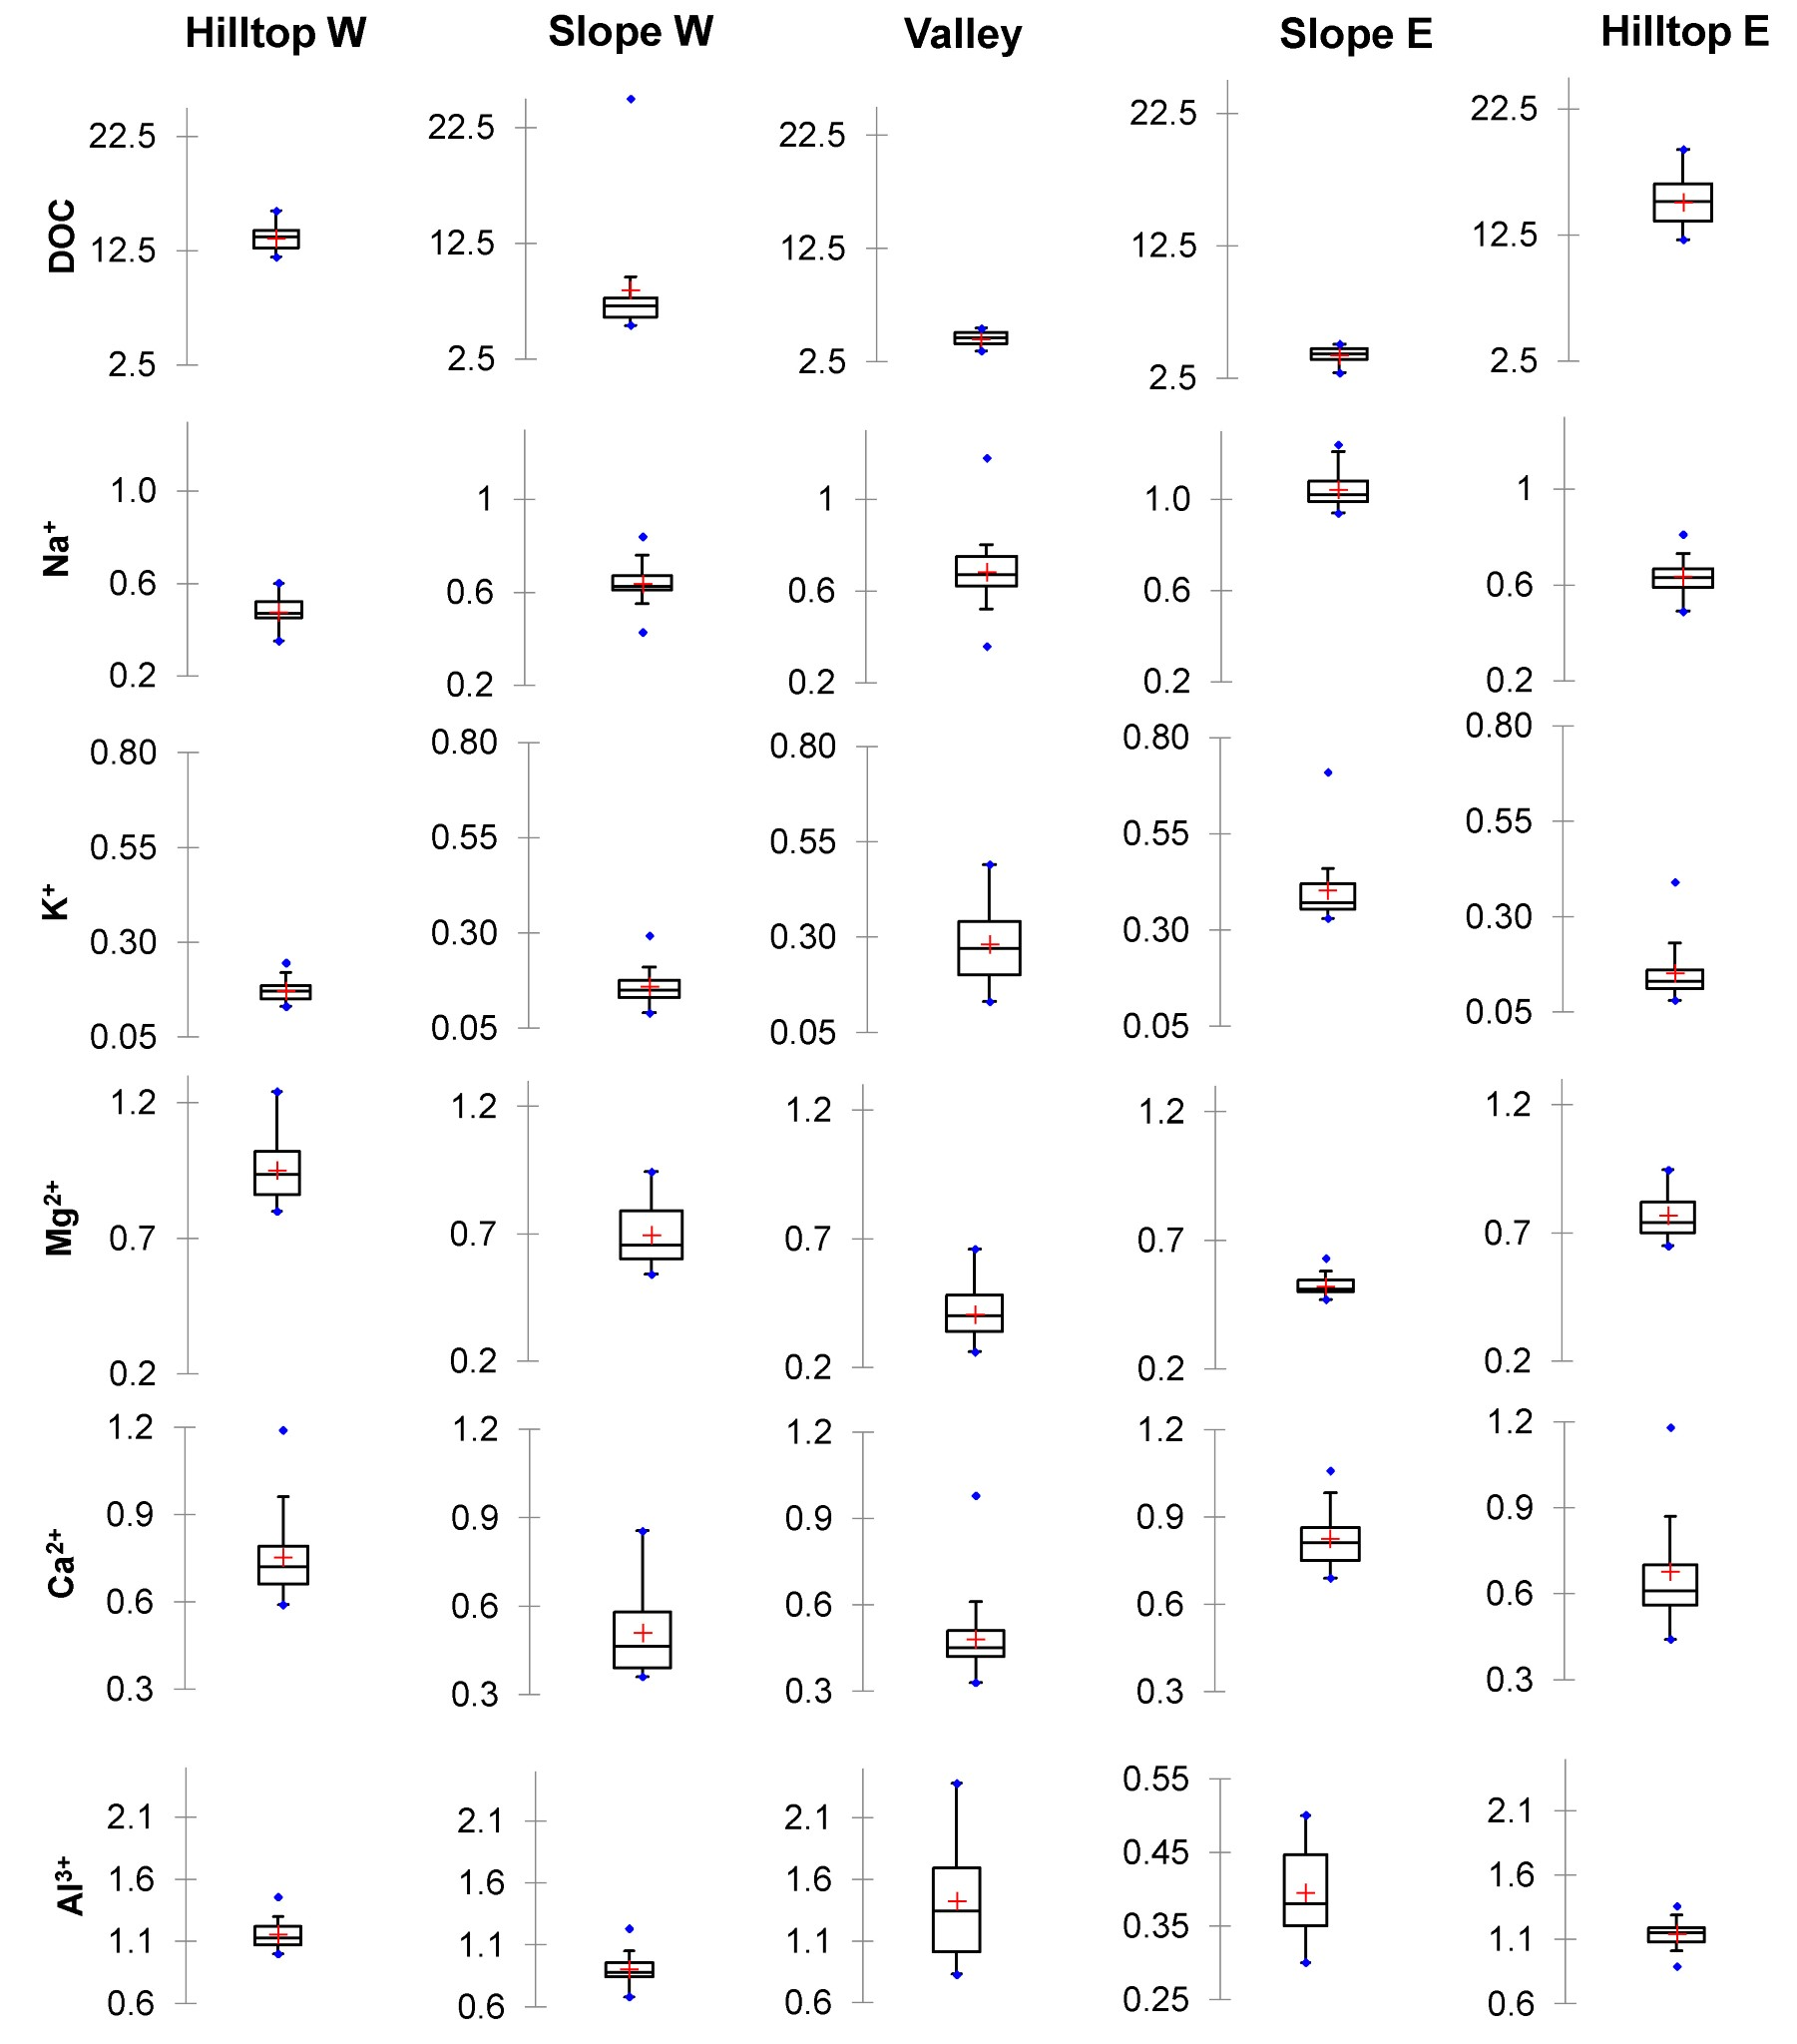 Hilltop W Slope W Valley Slope E Hilltop E
DOC
22.5 22.5 22.5 22.5 22.5
12.5 12.5 12.5 12.5 12.5
2.5 2.5 2.5 2.5 2.5
Na⁺
1.0 1 1 1.0 1
0.6 0.6 0.6 0.6 0.6
0.2 0.2 0.2 0.2 0.2
K⁺
0.80 0.80 0.80 0.80 0.80
0.55 0.55 0.55 0.55 0.55
0.30 0.30 0.30 0.30 0.30
0.05 0.05 0.05 0.05 0.05
Mg²⁺
1.2 1.2 1.2 1.2 1.2
0.7 0.7 0.7 0.7 0.7
0.2 0.2 0.2 0.2 0.2
Ca²⁺
1.2 1.2 1.2 1.2 1.2
0.9 0.9 0.9 0.9 0.9
0.6 0.6 0.6 0.6 0.6
0.3 0.3 0.3 0.3 0.3
Al³⁺
2.1 2.1 2.1 0.55 2.1
1.6 1.6 1.6 0.45 1.6
1.1 1.1 1.1 0.35 1.1
0.6 0.6 0.6 0.25 0.6